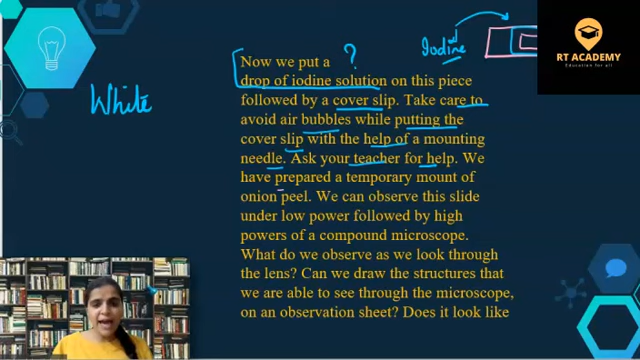 Now we put a ?
drop of iodine solution on this piece
followed by a cover slip. Take care to
avoid air bubbles while putting the
cover slip with the help of a mounting
needle. Ask your teacher for help. We
have prepared a temporary mount of
onion peel. We can observe this slide
under low power followed by high
powers of a compound microscope.
What do we observe as we look through
the lens? Can we draw the structures that
we are able to see through the microscope,
on an observation sheet? Does it look like
White
Iodine
RT ACADEMY
Education for all